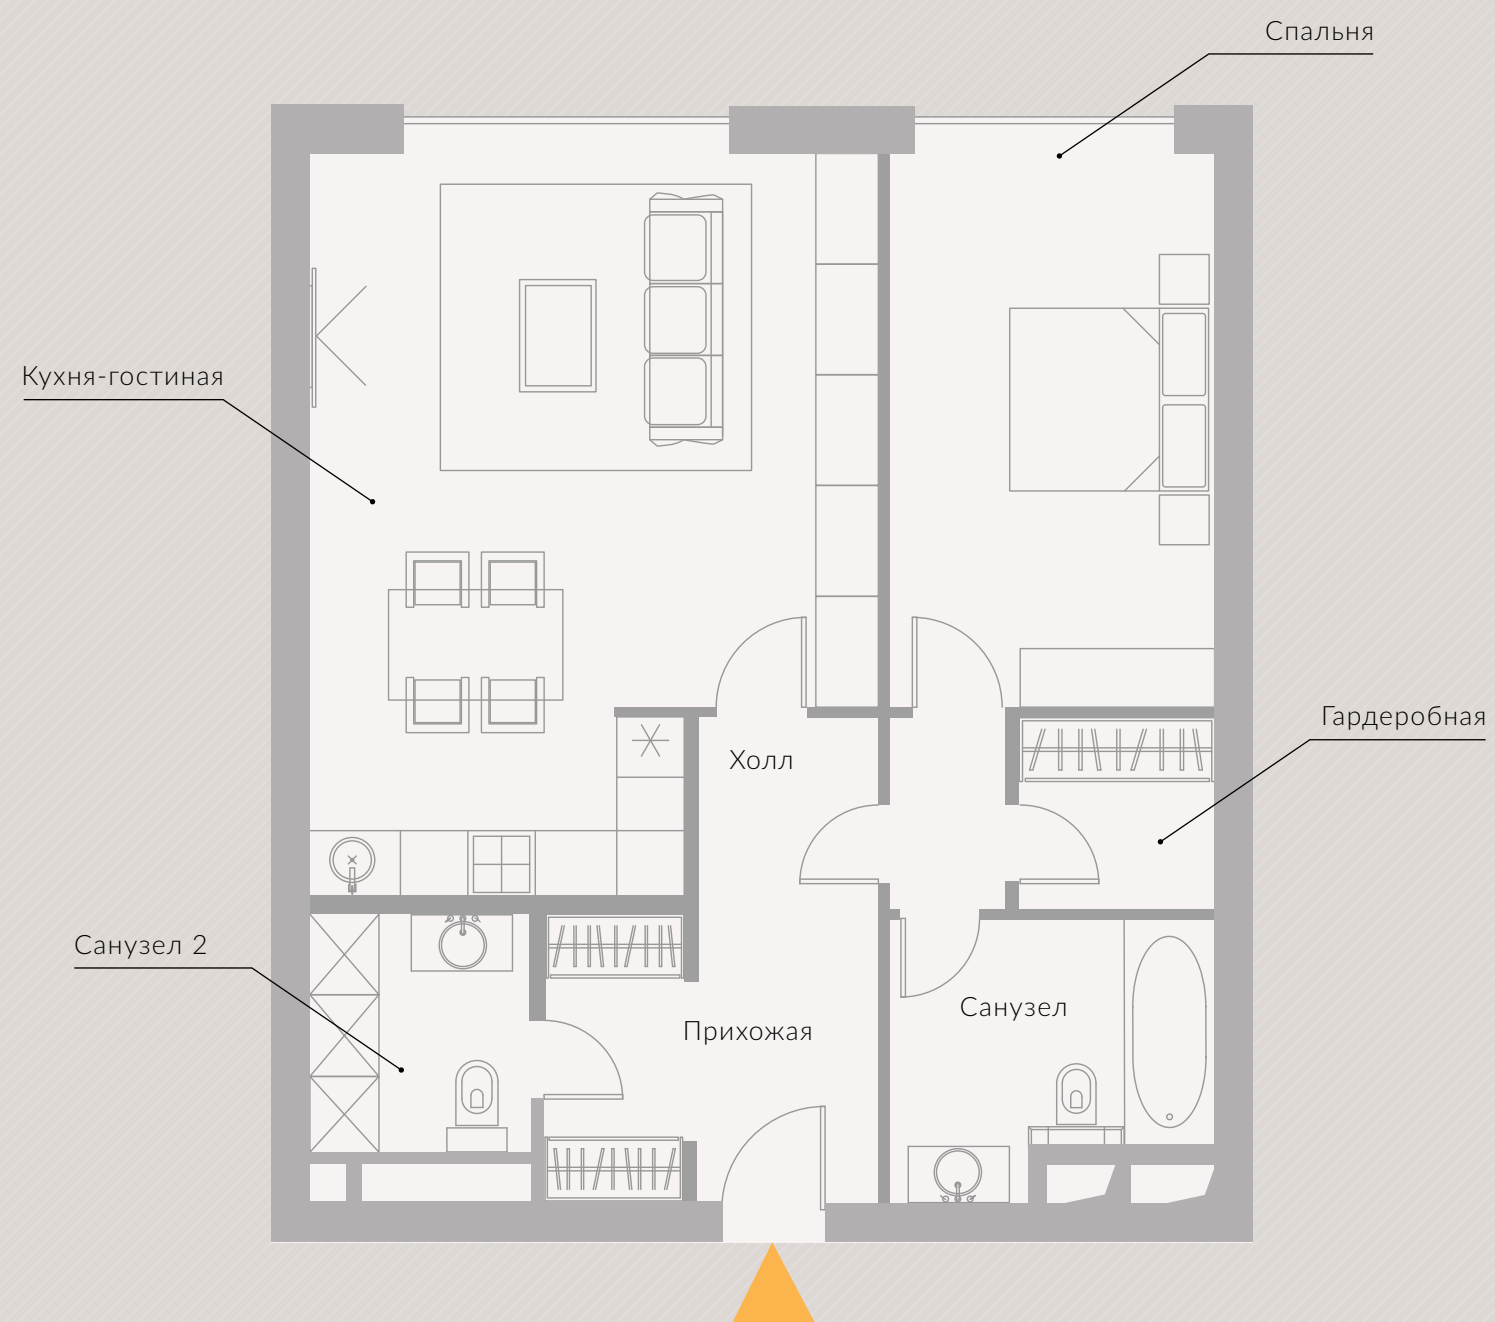 Спальня
Кухня-гостиная
Гардеробная
Холл
Санузел 2
Санузел
Прихожая